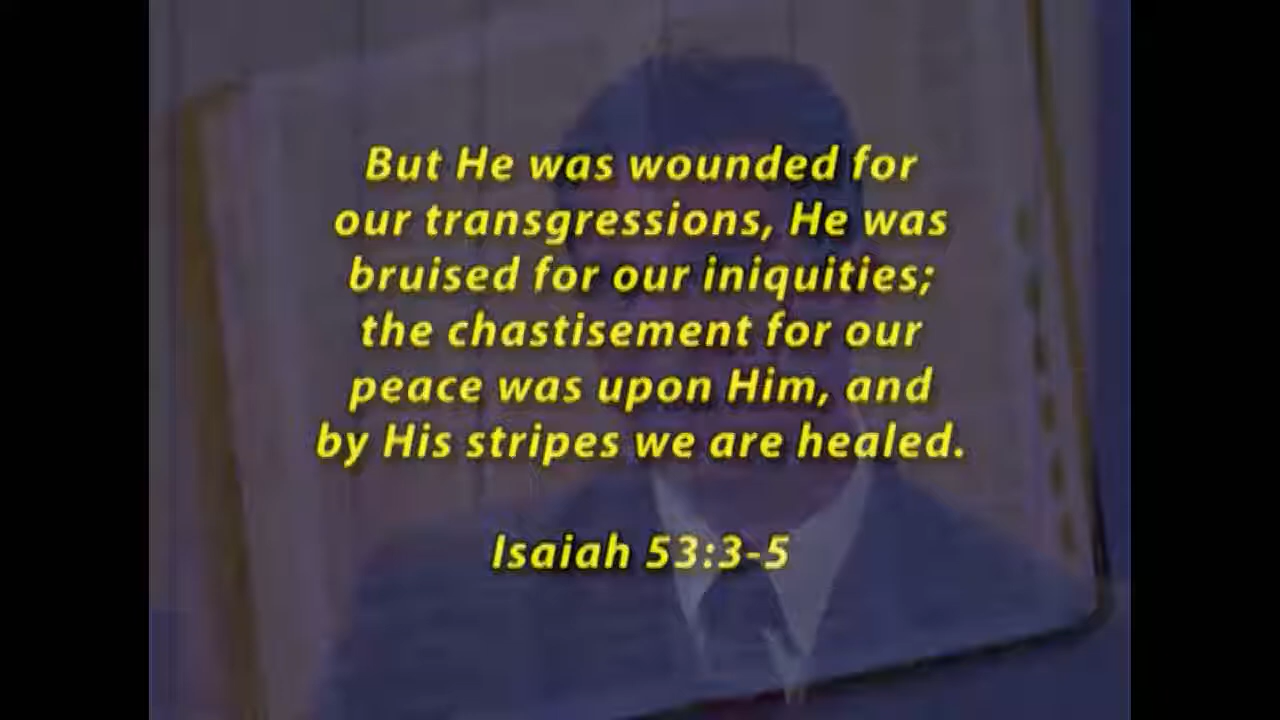 But He was wounded for
our transgressions, He was
bruised for our iniquities;
the chastisement for our
peace was upon Him, and
by His stripes we are healed.
Isaiah 53:3-5